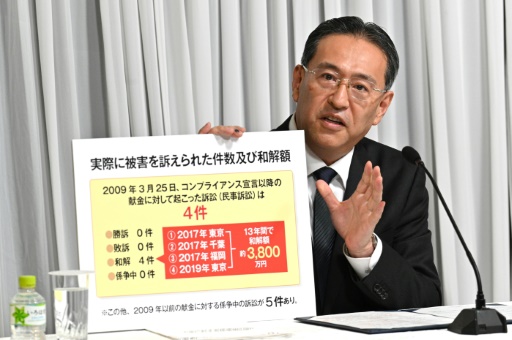 実際に被害を訴えられた件数及び和解額
2009年3月25日、コンプライアンス宣言以降の
献金に対して起こった訴訟(民事訴訟)は
4件
●勝訴 0件
●敗訴 0件
●和解 4件
●係争中 0件
①2017年東京
②2017年千葉
③2017年福岡
④2019年東京
13年間で
和解額
約3,800
万円
※この他、2009年以前の献金に対する係争中の訴訟が5件あり。